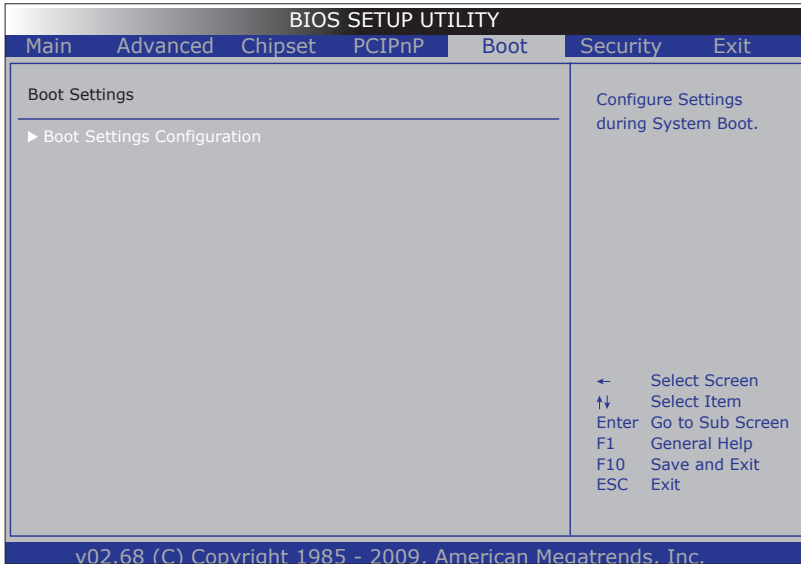 BIOS SETUP UTILITY
Main Advanced Chipset PCIPnP Boot Security Exit
Boot Settings
▶ Boot Settings Configuration
Configure Settings
during System Boot.
← Select Screen
↑↓ Select Item
Enter Go to Sub Screen
F1 General Help
F10 Save and Exit
ESC Exit
v02.68 (C) Copyright 1985 - 2009, American Megatrends, Inc.